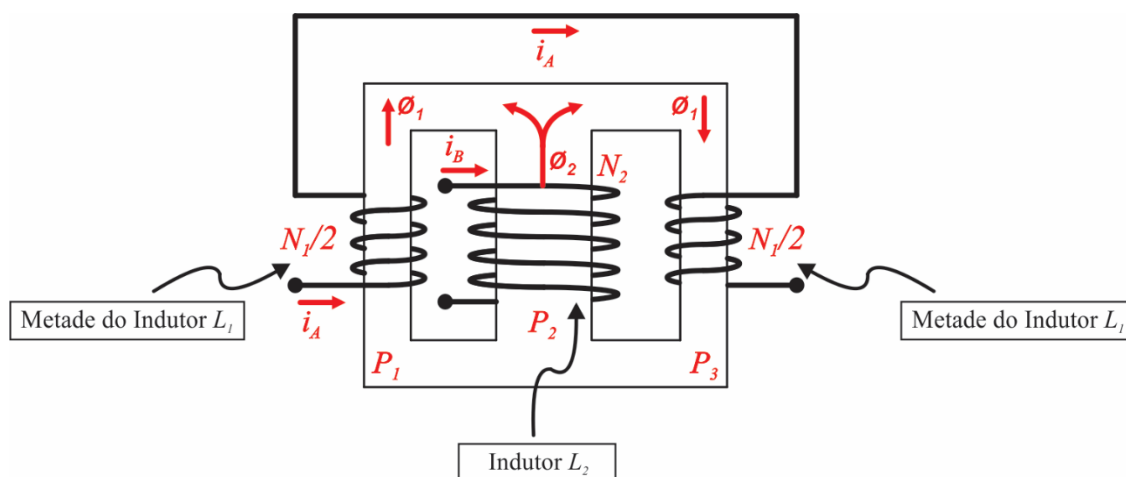 i_A
ø_1
ø_1
i_B
ø_2
N_2
N_1/2
N_1/2
Metade do Indutor L_1
i_A
P_1
P_2
P_3
Metade do Indutor L_1
Indutor L_2